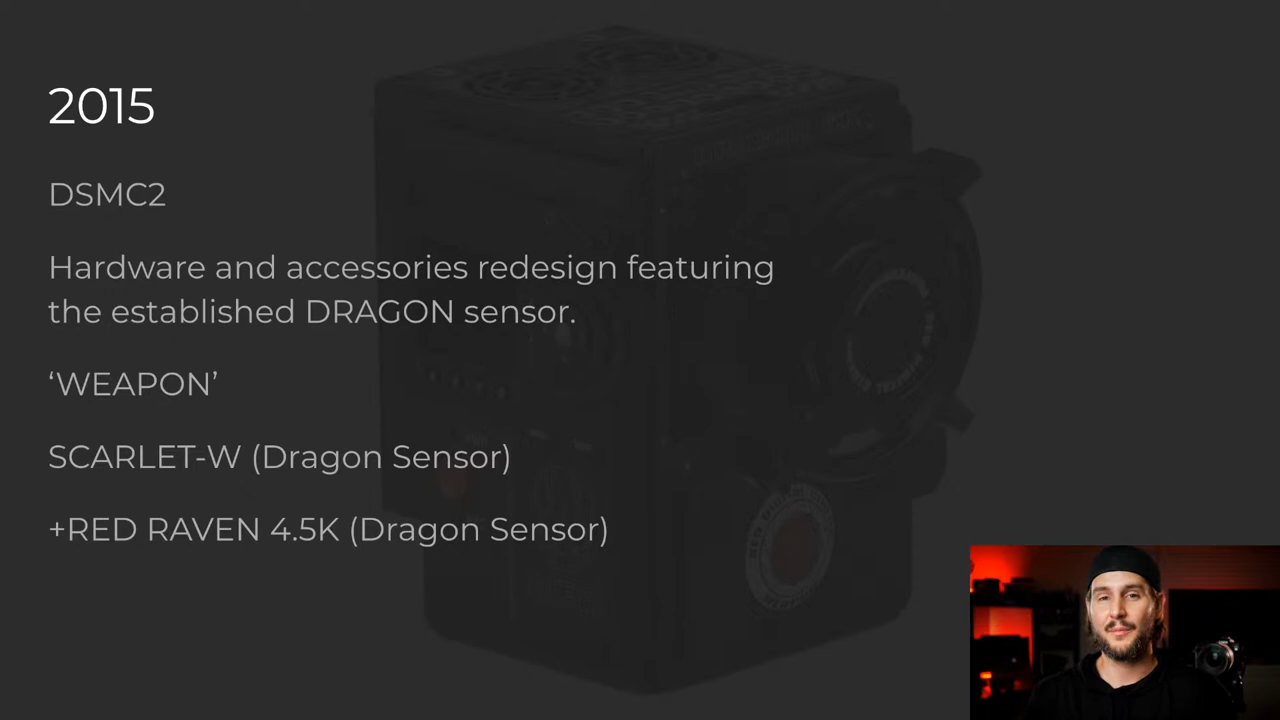 2015
DSMC2
Hardware and accessories redesign featuring
the established DRAGON sensor.
‘WEAPON’
SCARLET-W (Dragon Sensor)
+RED RAVEN 4.5K (Dragon Sensor)